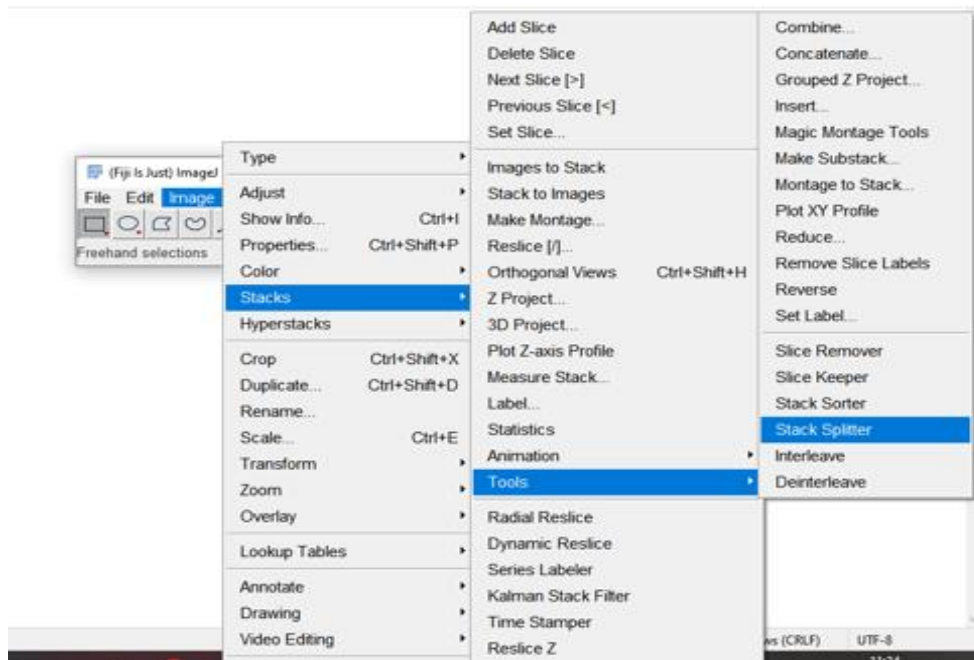 (Fiji Is Just) ImageJ
File Edit Image
Freehand selections
Type
Adjust
Show Info... Ctrl+I
Properties... Ctrl+Shift+P
Color
Stacks
Hyperstacks
Crop Ctrl+Shift+X
Duplicate... Ctrl+Shift+D
Rename...
Scale... Ctrl+E
Transform
Zoom
Overlay
Lookup Tables
Annotate
Drawing
Video Editing
Add Slice
Delete Slice
Next Slice [>]
Previous Slice [<]
Set Slice...
Images to Stack
Stack to Images
Make Montage...
Reslice [/]...
Orthogonal Views Ctrl+Shift+H
Z Project...
3D Project...
Plot Z-axis Profile
Measure Stack...
Label...
Statistics
Animation
Tools
Radial Reslice
Dynamic Reslice
Series Labeler
Kalman Stack Filter
Time Stamper
Reslice Z
Combine...
Concatenate...
Grouped Z Project...
Insert...
Magic Montage Tools
Make Substack...
Montage to Stack...
Plot XY Profile
Reduce...
Remove Slice Labels
Reverse
Set Label...
Slice Remover
Slice Keeper
Stack Sorter
Stack Splitter
Interleave
Deinterleave
(CRLF) UTF-8